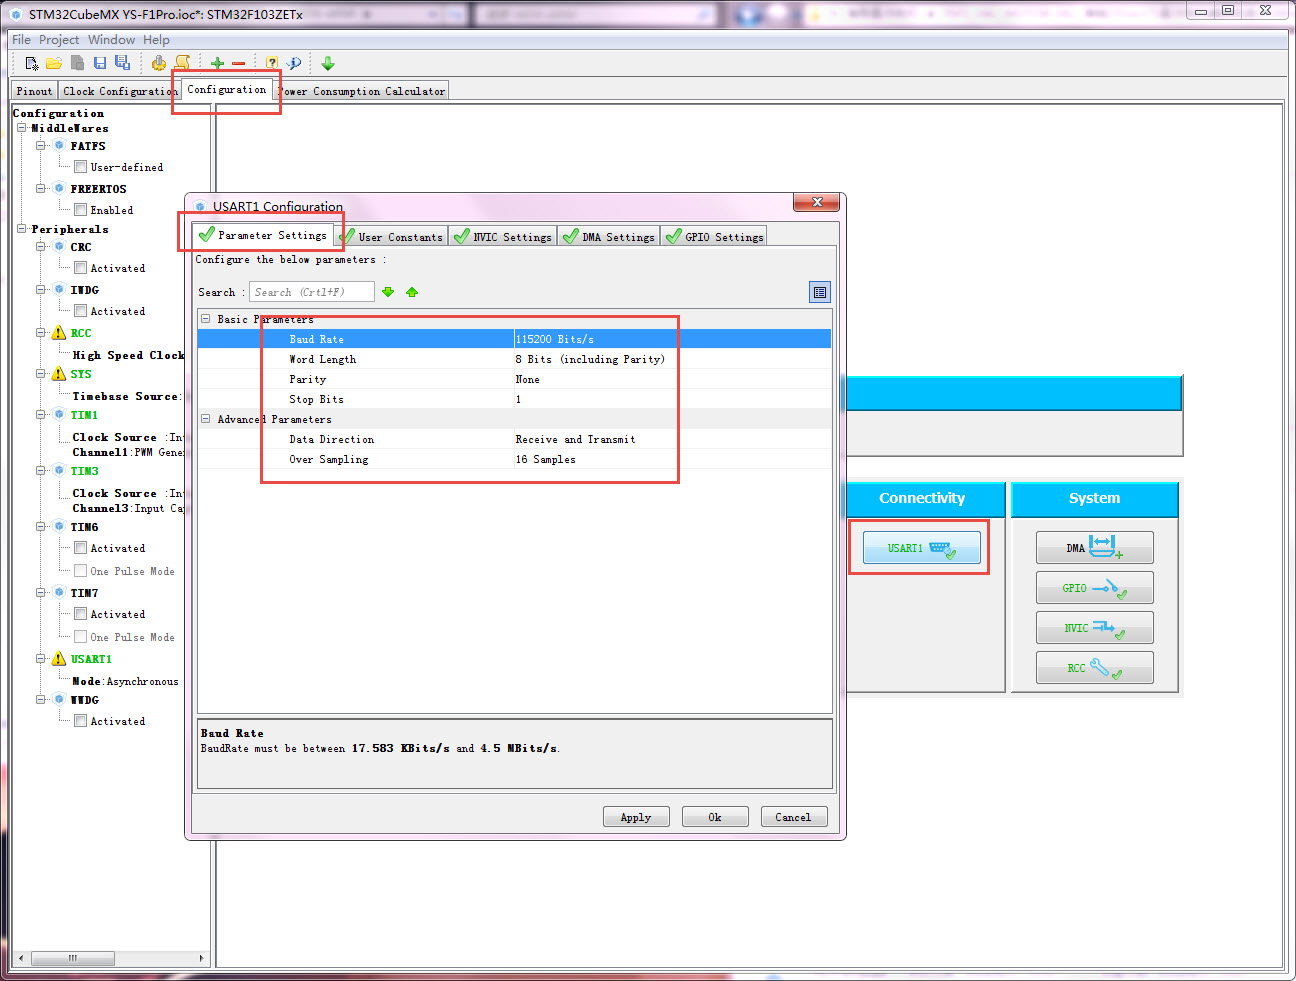 STM32CubeMX YS-F1Pro.ioc*: STM32F103ZETx
File Project Window Help
Pinout Clock Configuration Configuration Power Consumption Calculator
Configuration
MiddleWares
FATFS
User-defined
FREERTOS
Enabled
Peripherals
CRC
Activated
IWDG
Activated
RCC
High Speed Clock
SYS
Timebase Source:
TIM1
Clock Source :In
Channel1:PWM Gene
TIM3
Clock Source :In
Channel3:Input Ca
TIM6
Activated
One Pulse Mode
TIM7
Activated
One Pulse Mode
USART1
Mode:Asynchronous
WWDG
Activated
USART1 Configuration
Parameter Settings User Constants NVIC Settings DMA Settings GPIO Settings
Configure the below parameters :
Search : Search (Crtl+F)
Basic Parameters
Baud Rate 115200 Bits/s
Word Length 8 Bits (including Parity)
Parity None
Stop Bits 1
Advanced Parameters
Data Direction Receive and Transmit
Over Sampling 16 Samples
Baud Rate
BaudRate must be between 17.583 KBits/s and 4.5 MBits/s.
Apply Ok Cancel
Connectivity
USART1
System
DMA
GPIO
NVIC
RCC